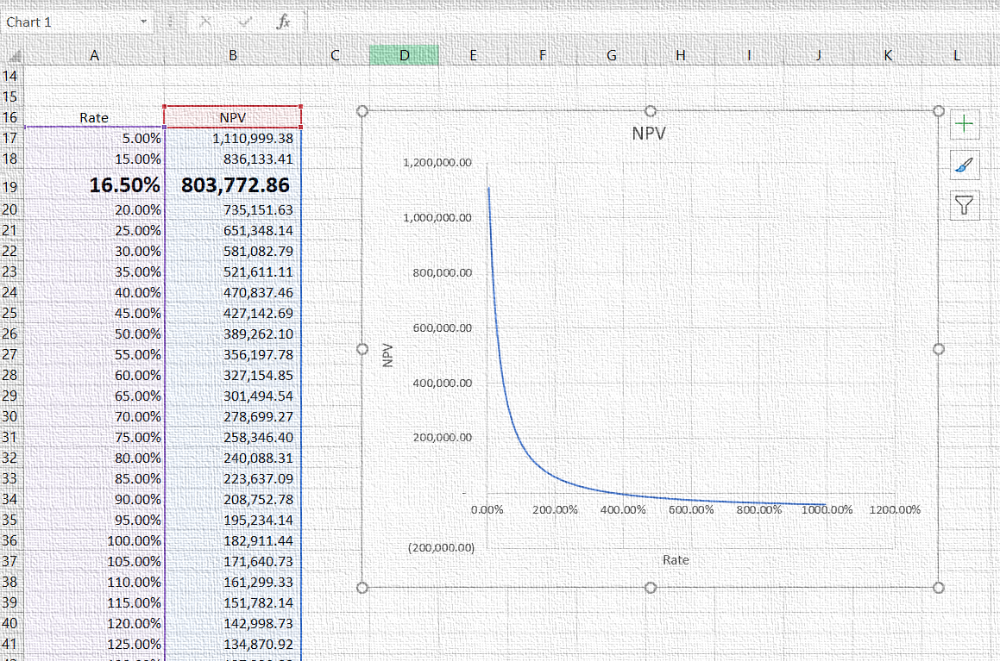 Chart 1
fx
A B C D E F G H I J K L
14
15
16 Rate NPV
17 5.00% 1,110,999.38
18 15.00% 836,133.41
19 16.50% 803,772.86
20 20.00% 735,151.63
21 25.00% 651,348.14
22 30.00% 581,082.79
23 35.00% 521,611.11
24 40.00% 470,837.46
25 45.00% 427,142.69
26 50.00% 389,262.10
27 55.00% 356,197.78
28 60.00% 327,154.85
29 65.00% 301,494.54
30 70.00% 278,699.27
31 75.00% 258,346.40
32 80.00% 240,088.31
33 85.00% 223,637.09
34 90.00% 208,752.78
35 95.00% 195,234.14
36 100.00% 182,911.44
37 105.00% 171,640.73
38 110.00% 161,299.33
39 115.00% 151,782.14
40 120.00% 142,998.73
41 125.00% 134,870.92
NPV
1,200,000.00
1,000,000.00
800,000.00
600,000.00
400,000.00
200,000.00
-
(200,000.00)
NPV
0.00% 200.00% 400.00% 600.00% 800.00% 1000.00% 1200.00%
Rate